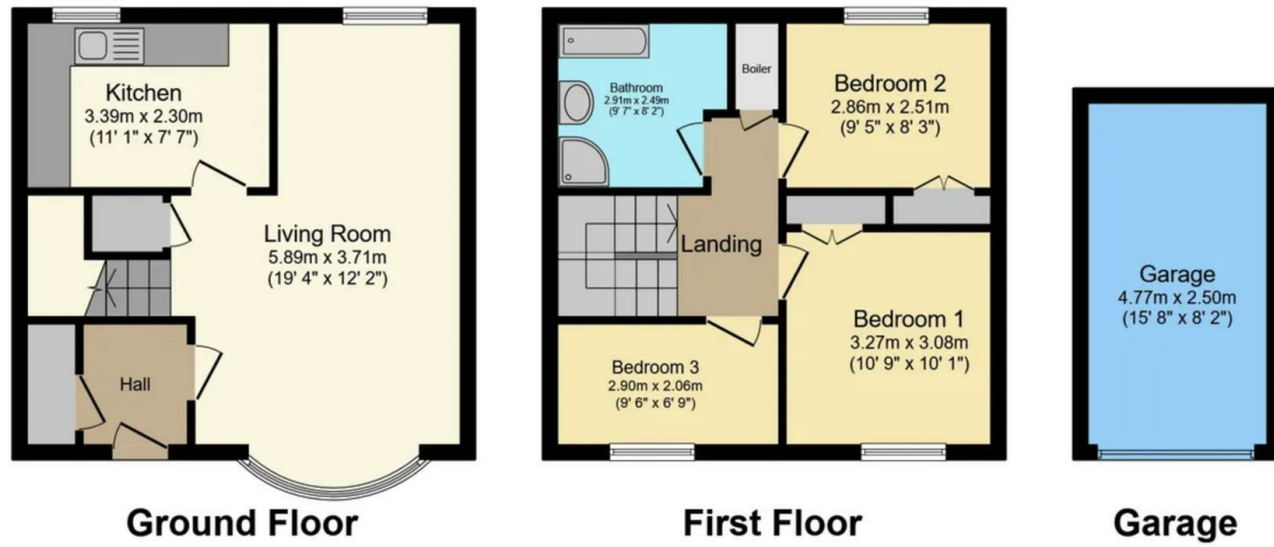 Kitchen
3.39m x 2.30m
(11' 1" x 7' 7")
Living Room
5.89m x 3.71m
(19' 4" x 12' 2")
Hall
Ground Floor
Bathroom
2.91m x 2.49m
(9' 7" x 8' 2")
Boiler
Bedroom 2
2.86m x 2.51m
(9' 5" x 8' 3")
Landing
Bedroom 1
3.27m x 3.08m
(10' 9" x 10' 1")
Bedroom 3
2.90m x 2.06m
(9' 6" x 6' 9")
First Floor
Garage
4.77m x 2.50m
(15' 8" x 8' 2")
Garage